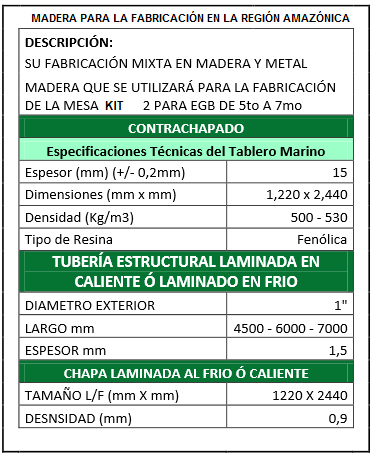 MADERA PARA LA FABRICACIÓN EN LA REGIÓN AMAZÓNICA
DESCRIPCIÓN:
SU FABRICACIÓN MIXTA EN MADERA Y METAL
MADERA QUE SE UTILIZARÁ PARA LA FABRICACIÓN
DE LA MESA KIT 2 PARA EGB DE 5to A 7mo
CONTRACHAPADO
Especificaciones Técnicas del Tablero Marino
Espesor (mm) (+/- 0,2mm) 15
Dimensiones (mm x mm) 1,220 x 2,440
Densidad (Kg/m3) 500 - 530
Tipo de Resina Fenólica
TUBERÍA ESTRUCTURAL LAMINADA EN
CALIENTE Ó LAMINADO EN FRIO
DIAMETRO EXTERIOR 1"
LARGO mm 4500 - 6000 - 7000
ESPESOR mm 1,5
CHAPA LAMINADA AL FRIO Ó CALIENTE
TAMAÑO L/F (mm X mm) 1220 X 2440
DESNSIDAD (mm) 0,9